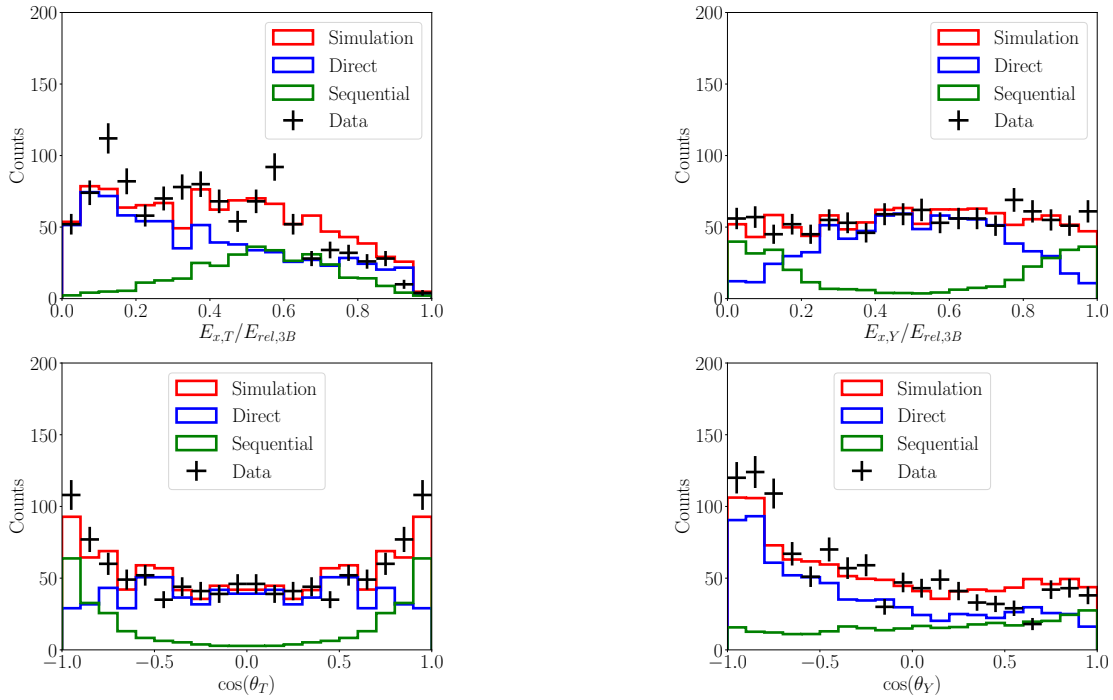 200
150
100
50
0
Counts
Simulation
Direct
Sequential
Data
0.0 0.2 0.4 0.6 0.8 1.0
E_{x,T}/E_{rel,3B}
200
150
100
50
0
Counts
Simulation
Direct
Sequential
Data
0.0 0.2 0.4 0.6 0.8 1.0
E_{x,Y}/E_{rel,3B}
200
150
100
50
0
Counts
Simulation
Direct
Sequential
Data
−1.0 −0.5 0.0 0.5 1.0
cos(θ_T)
200
150
100
50
0
Counts
Simulation
Direct
Sequential
Data
−1.0 −0.5 0.0 0.5 1.0
cos(θ_Y)